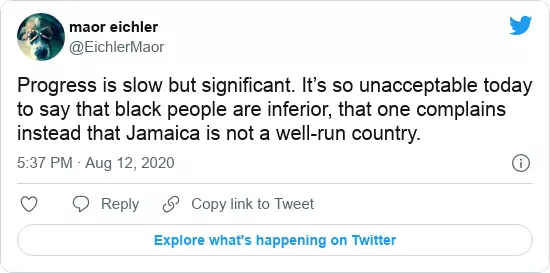 maor eichler
@EichlerMaor
Progress is slow but significant. It’s so unacceptable today
to say that black people are inferior, that one complains
instead that Jamaica is not a well-run country.
5:37 PM · Aug 12, 2020
Reply
Copy link to Tweet
Explore what's happening on Twitter